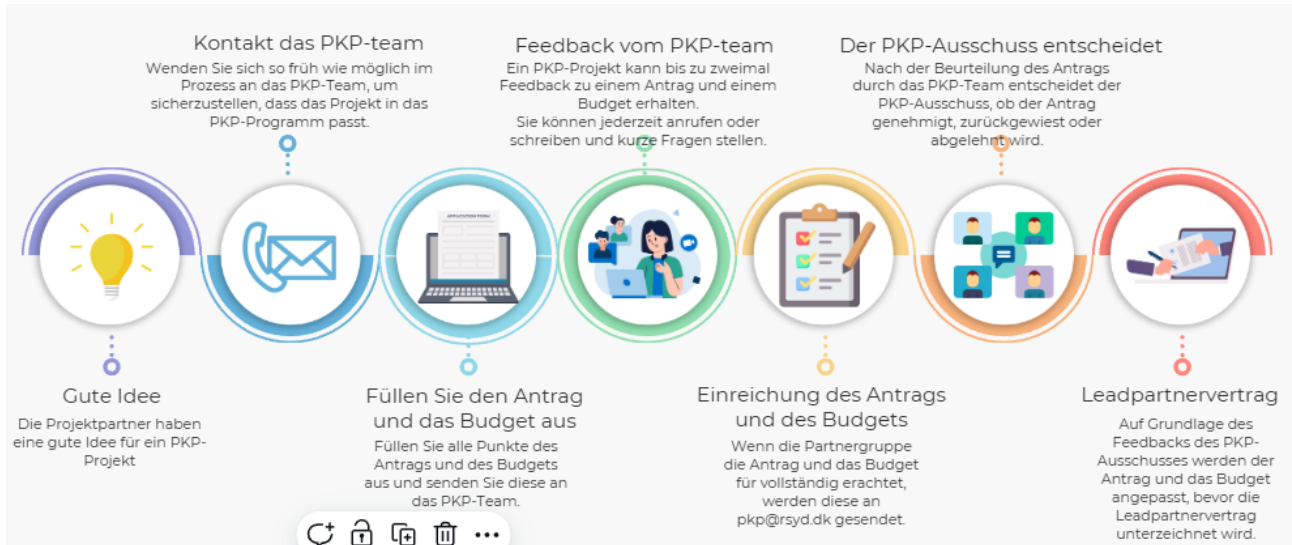 Kontakt das PKP-team
Wenden Sie sich so früh wie möglich im
Prozess an das PKP-Team, um
sicherzustellen, dass das Projekt in das
PKP-Programm passt.
Feedback vom PKP-team
Ein PKP-Projekt kann bis zu zweimal
Feedback zu einem Antrag und einem
Budget erhalten.
Sie können jederzeit anrufen oder
schreiben und kurze Fragen stellen.
Der PKP-Ausschuss entscheidet
Nach der Beurteilung des Antrags
durch das PKP-Team entscheidet der
PKP-Ausschuss, ob der Antrag
genehmigt, zurückgewiest oder
abgelehnt wird.
APPLICATION FORM
Gute Idee
Die Projektpartner haben
eine gute Idee für ein PKP-
Projekt
Füllen Sie den Antrag
und das Budget aus
Füllen Sie alle Punkte des
Antrags und des Budgets
aus und senden Sie diese an
das PKP-Team.
Einreichung des Antrags
und des Budgets
Wenn die Partnergruppe
die Antrag und das Budget
für vollständig erachtet,
werden diese an
pkp@rsyd.dk gesendet.
Leadpartnervertrag
Auf Grundlage des
Feedbacks des PKP-
Ausschusses werden der
Antrag und das Budget
angepasst, bevor die
Leadpartnervertrag
unterzeichnet wird.